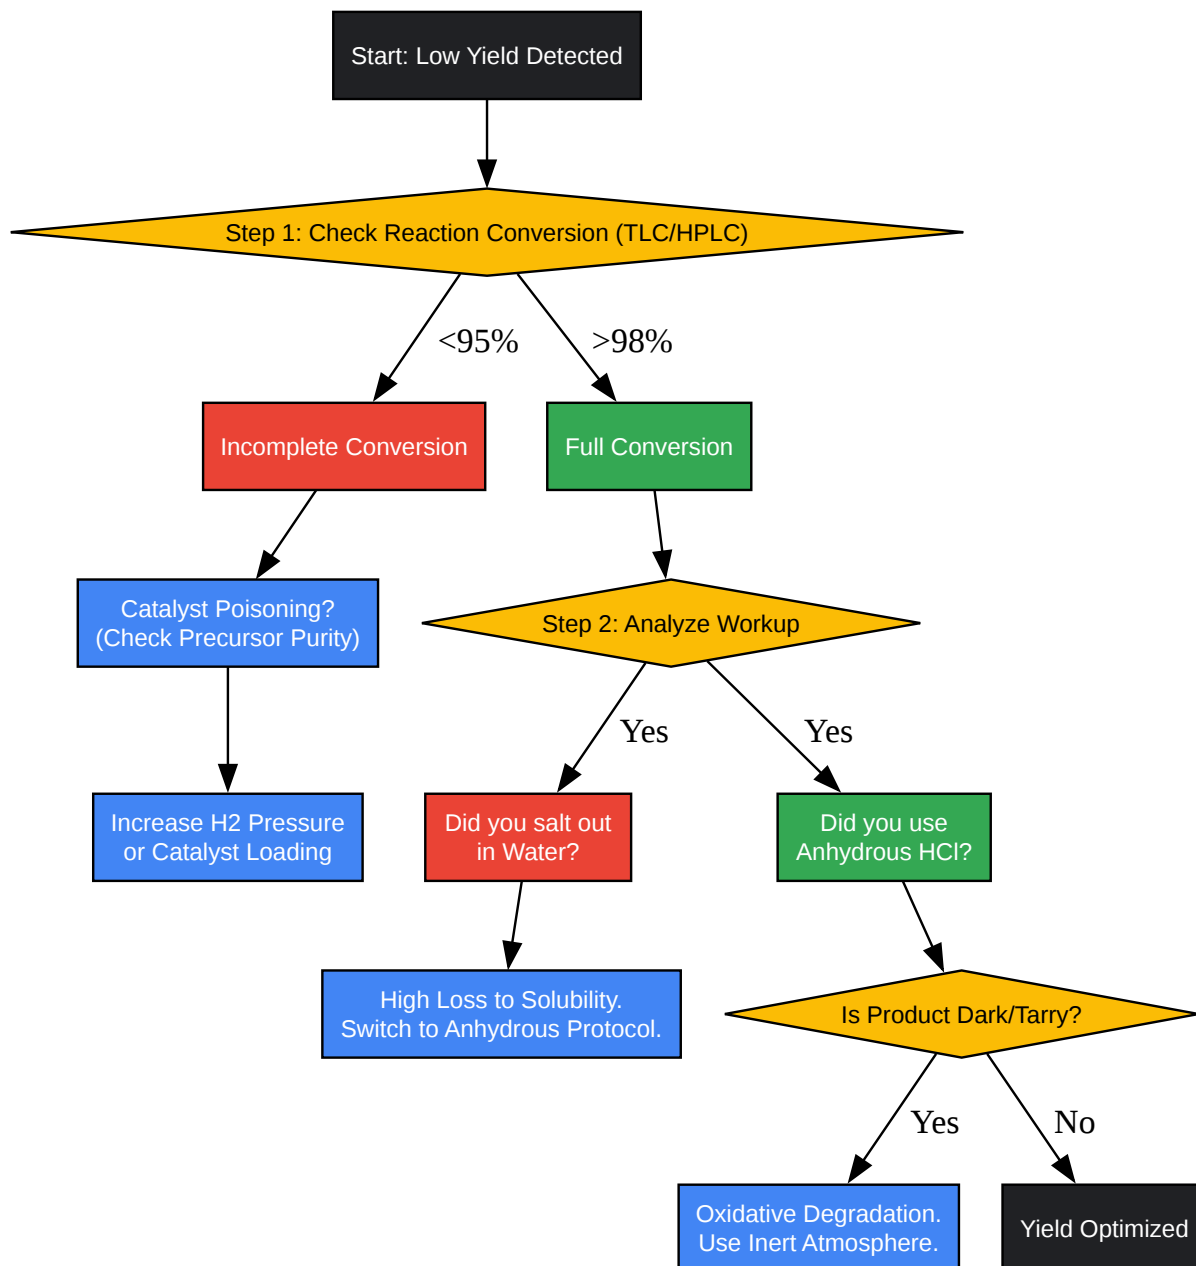 Start: Low Yield Detected
Step 1: Check Reaction Conversion (TLC/HPLC)
<95%
>98%
Incomplete Conversion
Full Conversion
Catalyst Poisoning?
(Check Precursor Purity)
Step 2: Analyze Workup
Yes
Yes
Increase H2 Pressure
or Catalyst Loading
Did you salt out
in Water?
Did you use
Anhydrous HCl?
High Loss to Solubility.
Switch to Anhydrous Protocol.
Is Product Dark/Tarry?
Yes
No
Oxidative Degradation.
Use Inert Atmosphere.
Yield Optimized